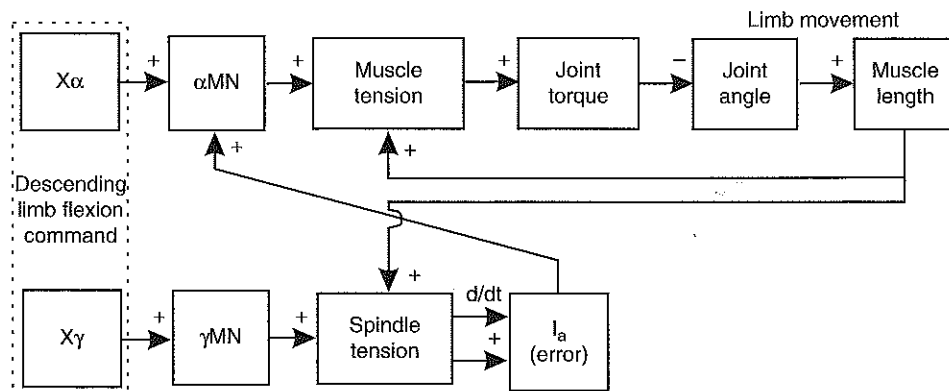 Limb movement
Xα
+
αMN
+
Muscle
tension
+
Joint
torque
−
Joint
angle
+
Muscle
length
+
+
Descending
limb flexion
command
+
Xγ
+
γMN
+
Spindle
tension
d/dt
+
Ia
(error)